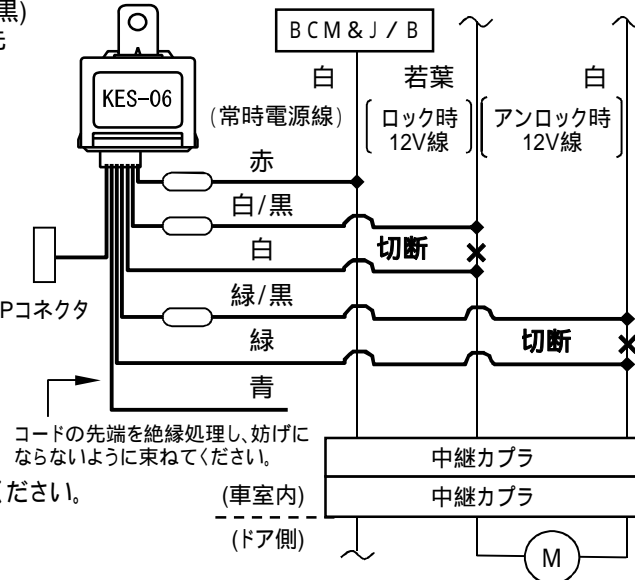 黒)
BCM&J/B
KES-06
白
若葉
白
(常時電源線)
ロック時
12V線
アンロック時
12V線
赤
白/黒
白
切断
緑/黒
Pコネクタ
緑
切断
青
コードの先端を絶縁処理し、妨げに
ならないように束ねてください。
ださい。
中継カプラ
(車室内)
中継カプラ
(ドア側)
M